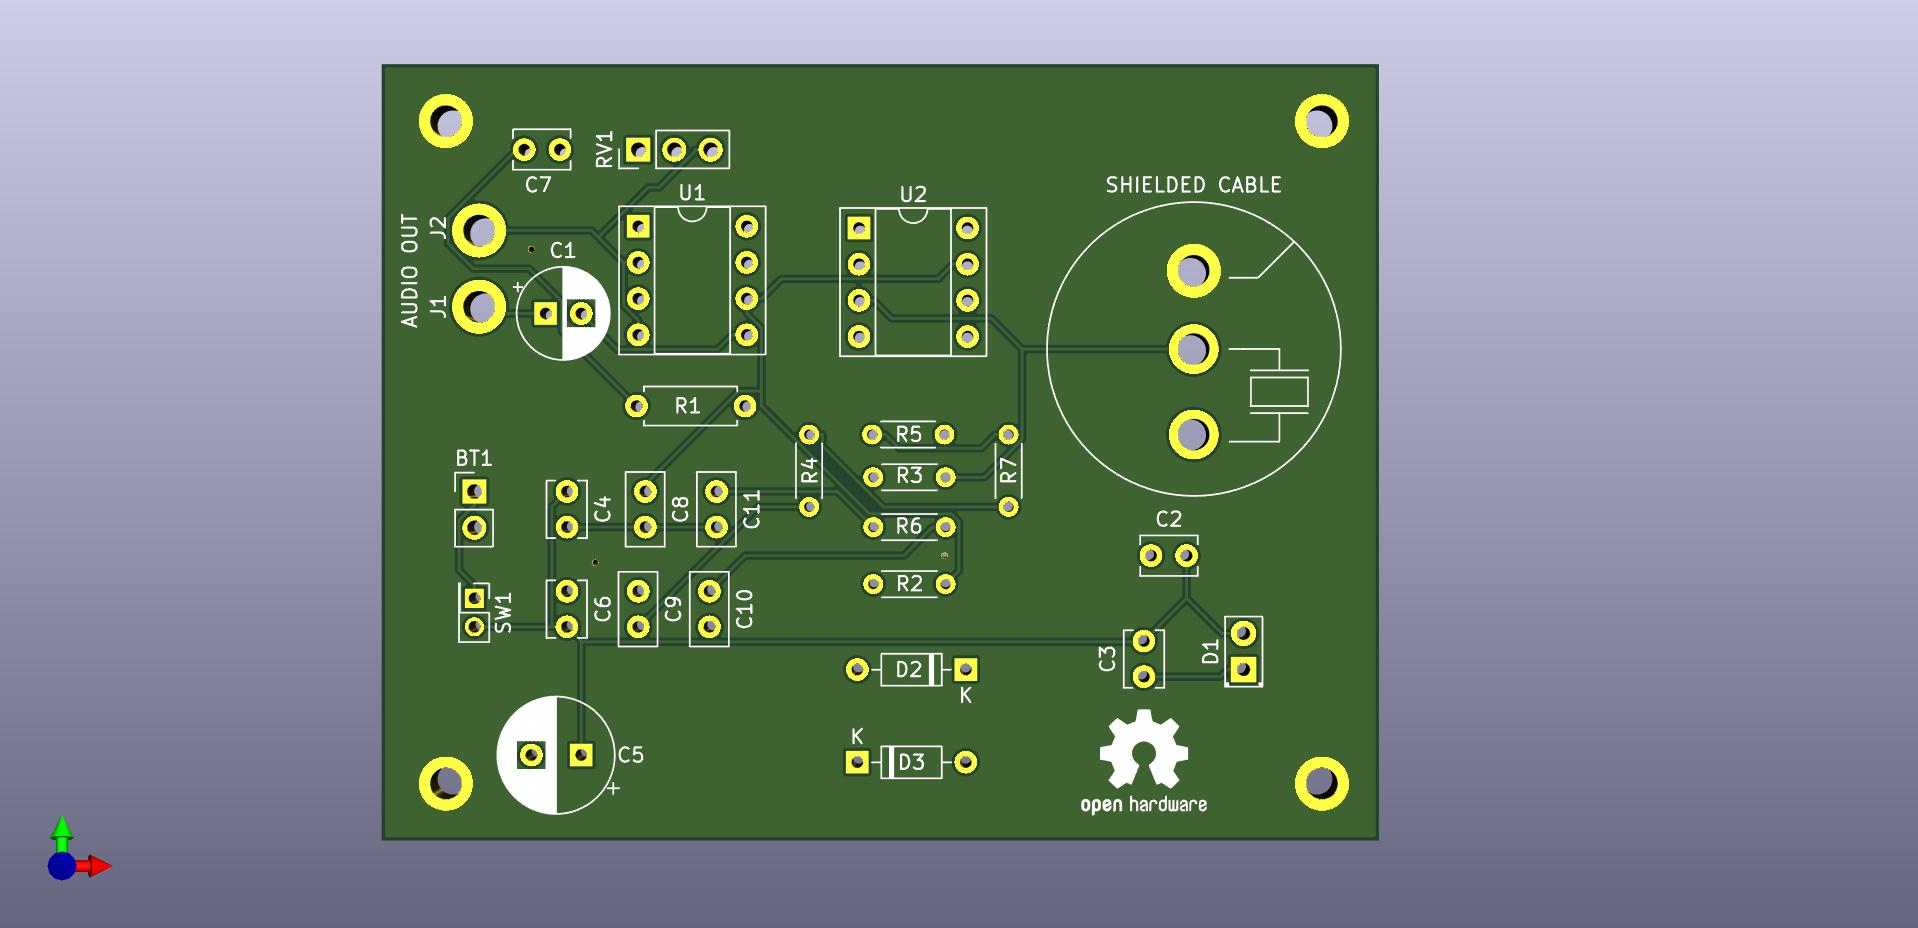 RV1
C7
U1
U2
SHIELDED CABLE
AUDIO OUT
J2
J1
C1
+
R1
BT1
R4
R5
R3
R7
R6
R2
C4
C8
C11
C2
SW1
C6
C9
C10
C3
D1
D2
K
K
D3
C5
+
open hardware